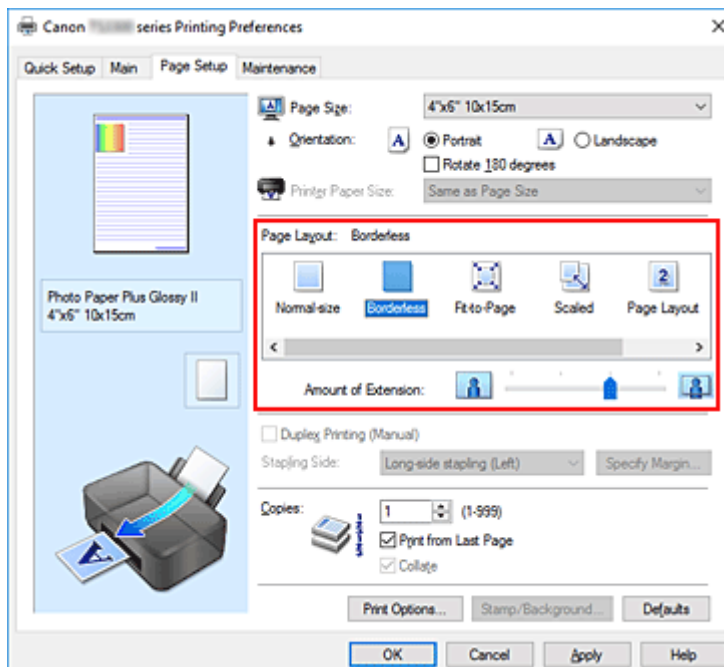 Canon series Printing Preferences
Quick Setup Main Page Setup Maintenance
Page Size: 4"x6" 10x15cm
Orientation: A Portrait A Landscape
Rotate 180 degrees
Printer Paper Size: Same as Page Size
Page Layout: Borderless
2
Normal-size Borderless Fit-to-Page Scaled Page Layout
Amount of Extension:
Photo Paper Plus Glossy II
4"x6" 10x15cm
Duplex Printing (Manual)
Stapling Side: Long-side stapling (Left) Specify Margin...
Copies: 1 (1-999)
Print from Last Page
Collate
A
Print Options... Stamp/Background... Defaults
OK Cancel Apply Help